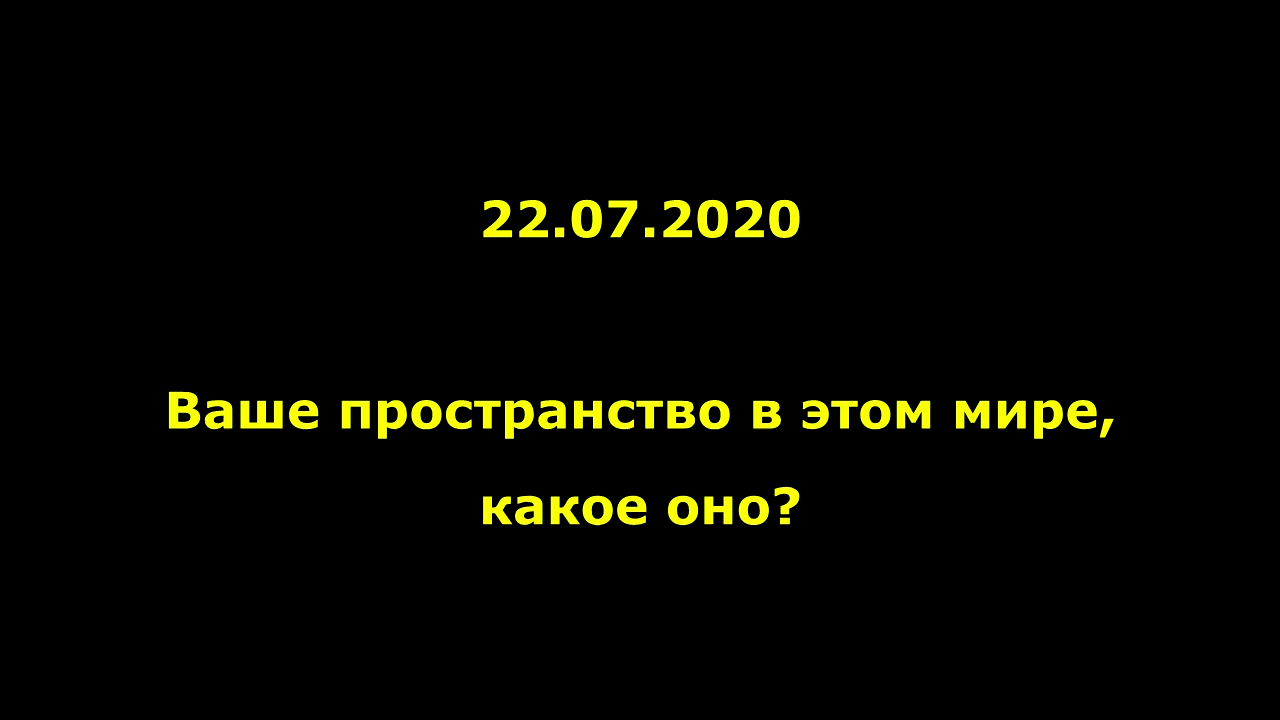 22.07.2020
Ваше пространство в этом мире,
какое оно?